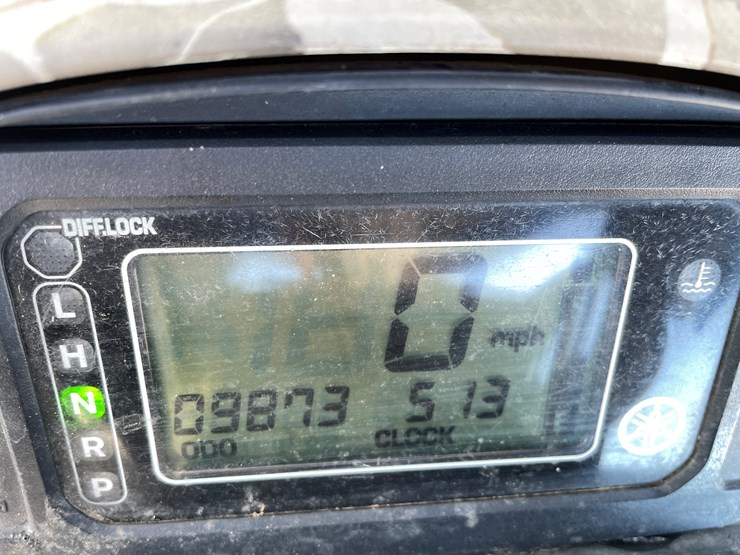 DIFF.LOCK
L
H
N
R
P
0 mph
09873 5 13
ODO CLOCK